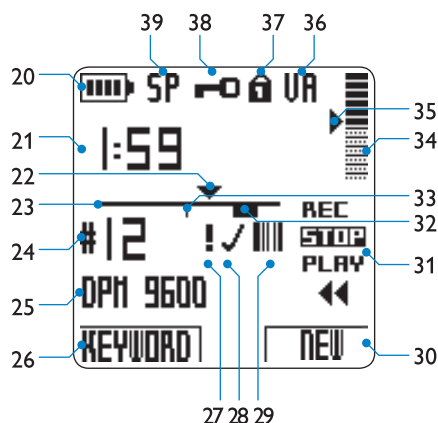 39 38 37 36
20 SP VA
35
21 1:59
34
22
23 33
REC 32
24 #12 ! STOP 31
PLAY
25 DPM 9600
26 KEYWORD NEW 30
27 28 29